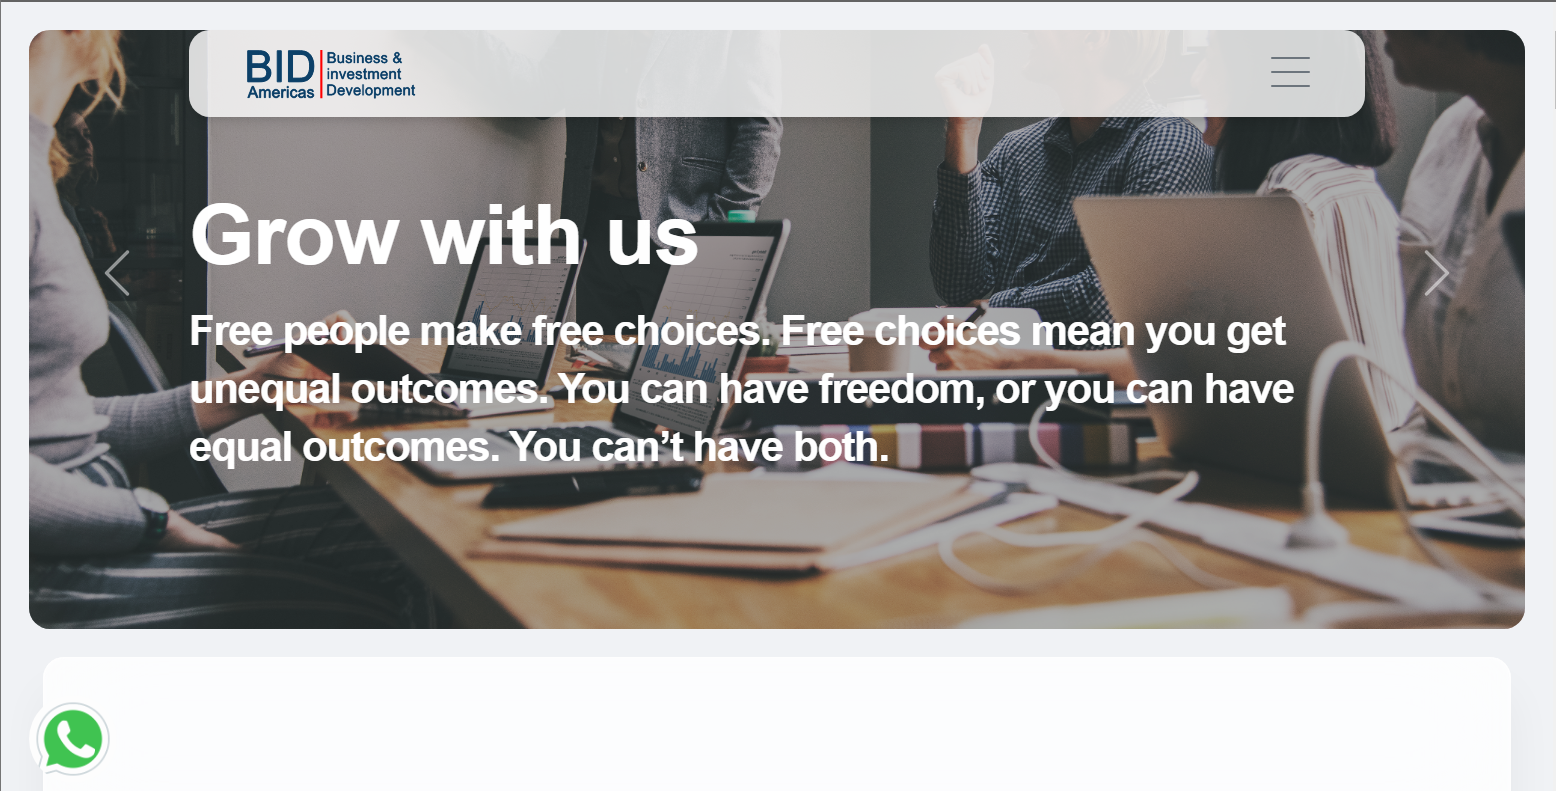 BID
Americas
Business &
investment
Development
Grow with us
Free people make free choices. Free choices mean you get
unequal outcomes. You can have freedom, or you can have
equal outcomes. You can’t have both.